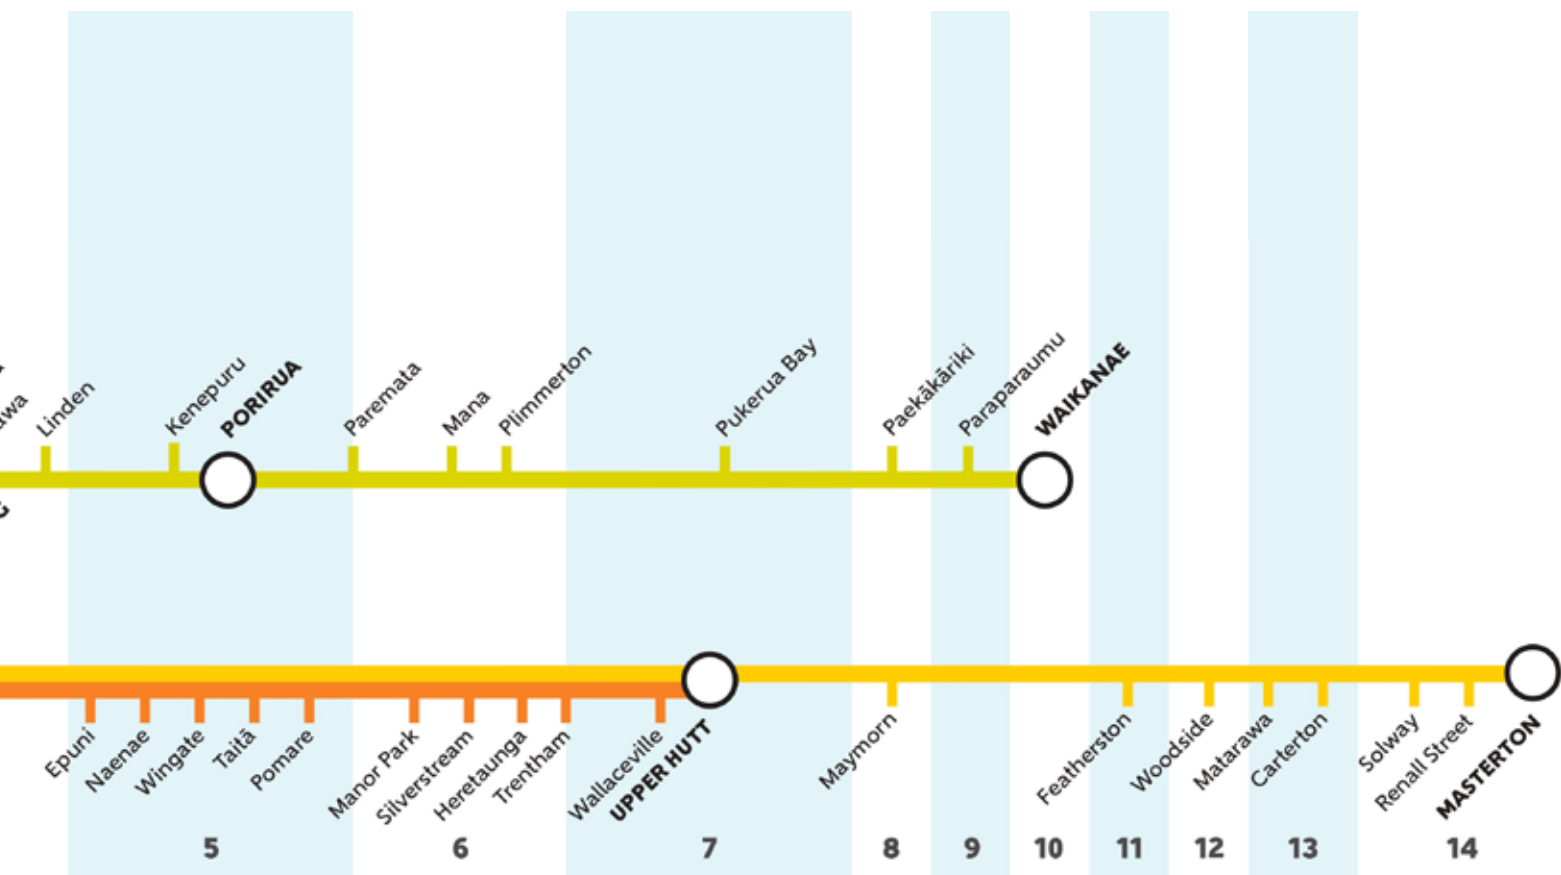 Linden
Kenepuru
PORIRUA
Paremata
Mana
Plimmerton
Pukerua Bay
Paekākāriki
Paraparaumu
WAIKANAE
Epuni
Naenae
Wingate
Taitā
Pomare
Manor Park
Silverstream
Heretaunga
Trentham
Wallaceville
UPPER HUTT
Maymorn
Featherston
Woodside
Matarawa
Carterton
Solway
Renall Street
MASTERTON
5
6
7
8
9
10
11
12
13
14